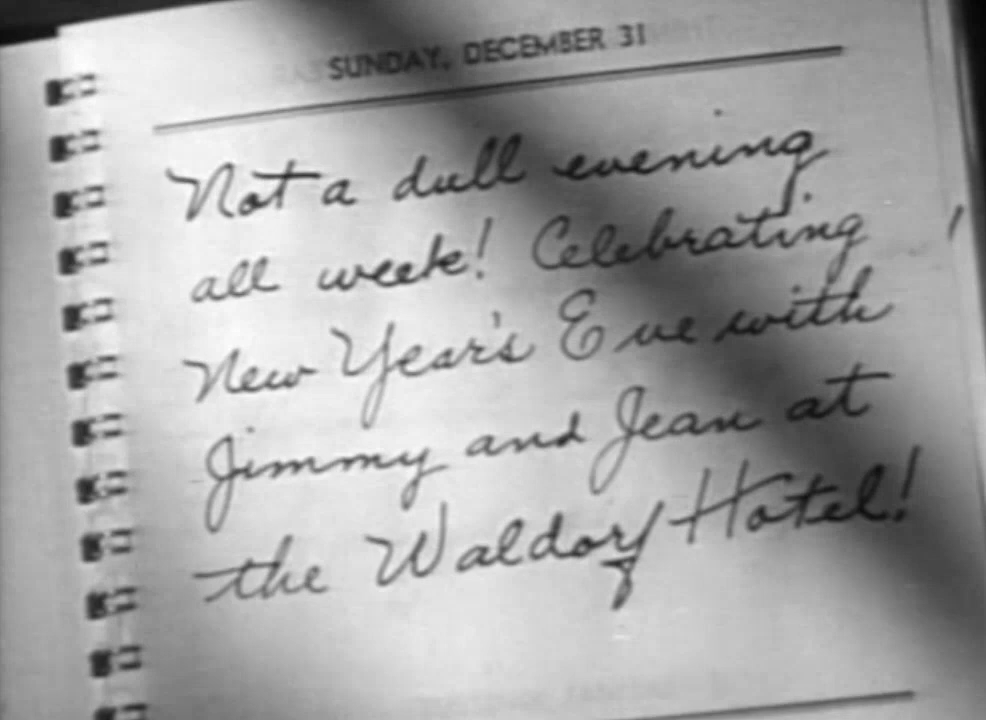 SUNDAY, DECEMBER 31
Not a dull evening
all week! Celebrating
New Year's Eve with
Jimmy and Jean at
the Waldorf Hotel!